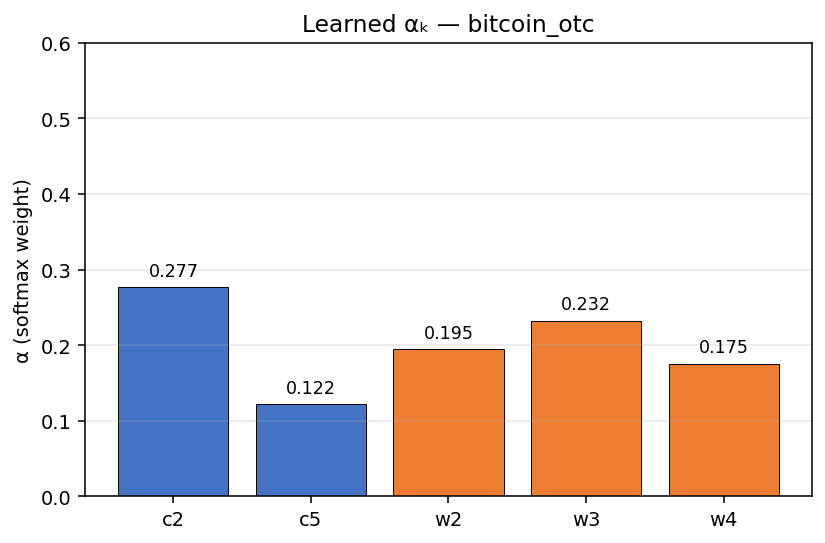 Learned αₖ — bitcoin_otc
α (softmax weight)
0.6
0.5
0.4
0.3
0.2
0.1
0.0
0.277
0.122
0.195
0.232
0.175
c2
c5
w2
w3
w4